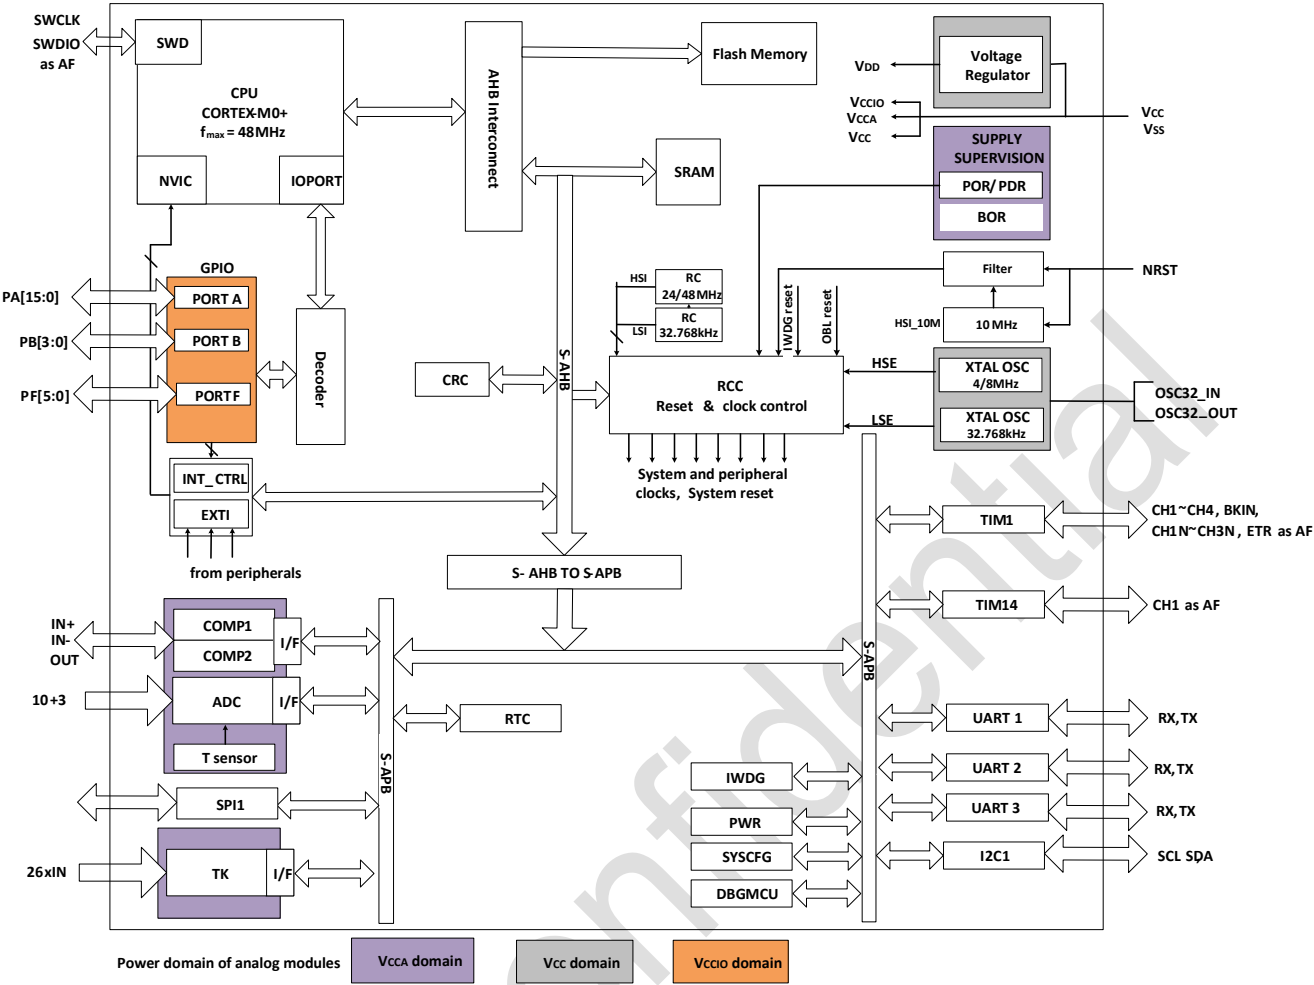 SWCLK
SWDIO
as AF
SWD
CPU
CORTEX-M0+
fmax = 48MHz
NVIC
IOPORT
AHB Interconnect
Flash Memory
SRAM
VDD
VCCIO
VCCA
VCC
Voltage
Regulator
VCC
VSS
SUPPLY
SUPERVISION
POR/ PDR
BOR
GPIO
PA[15:0]
PORT A
PB[3:0]
PORT B
PF[5:0]
PORT F
Decoder
INT_CTRL
EXTI
from peripherals
CRC
S- AHB
HSI
RC
24/48MHz
LSI
RC
32.768kHz
IWDG reset
OBL reset
Filter
NRST
HSI_10M
10 MHz
RCC
Reset & clock control
HSE
XTAL OSC
4/8MHz
LSE
XTAL OSC
32.768kHz
OSC32_IN
OSC32_OUT
System and peripheral
clocks, System reset
S- AHB TO S-APB
IN+
IN-
OUT
COMP1
COMP2
I/F
10+3
ADC
I/F
T sensor
SPI1
26xIN
TK
I/F
S-APB
RTC
S-APB
IWDG
PWR
SYSCFG
DBGMCU
TIM1
CH1~CH4 , BKIN,
CH1N~CH3N , ETR as AF
TIM14
CH1 as AF
UART 1
RX,TX
UART 2
RX,TX
UART 3
RX,TX
I2C1
SCL SDA
Power domain of analog modules
VCCA domain
VCC domain
VCCIO domain